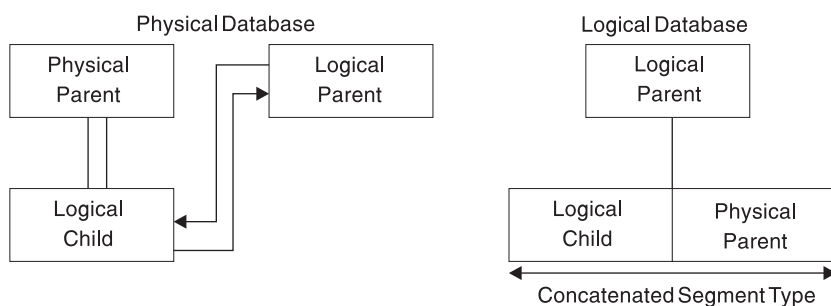 Physical Database
Physical
Parent
Logical
Parent
Logical
Child
Logical Database
Logical
Parent
Logical
Child
Physical
Parent
Concatenated Segment Type